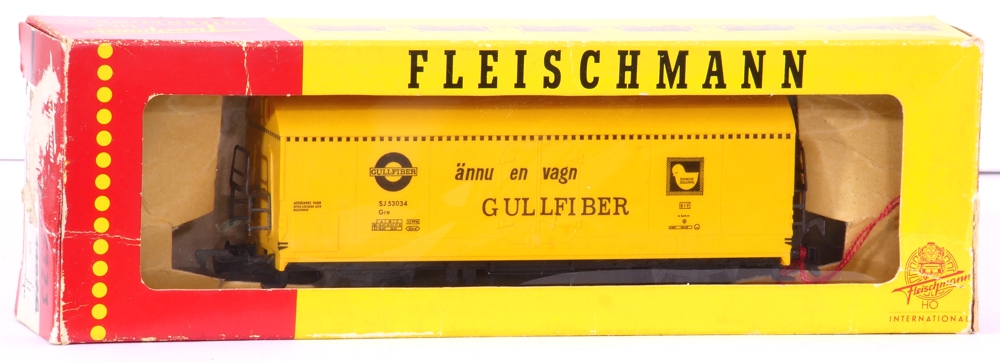 FLEISCHMANN
GULLFIBER
ännu en vagn
GULLFIBER
SJ 53034
Gre
Fleischmann
HO
INTERNATIONAL